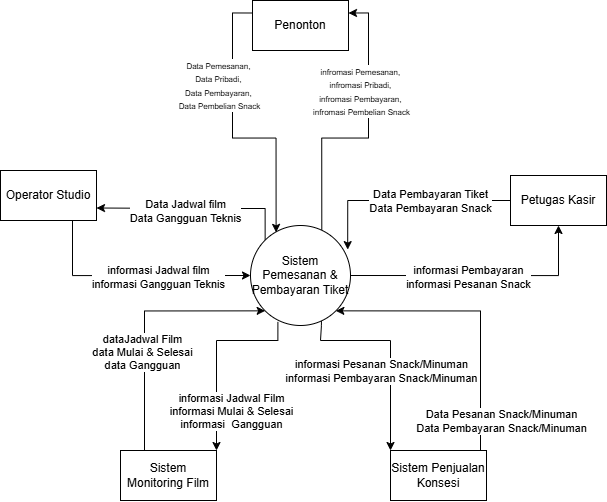 Penonton
Data Pemesanan,
Data Pribadi,
Data Pembayaran,
Data Pembelian Snack
infromasi Pemesanan,
infromasi Pribadi,
infromasi Pembayaran,
infromasi Pembelian Snack
Operator Studio
Data Jadwal film
Data Gangguan Teknis
Data Pembayaran Tiket
Data Pembayaran Snack
Petugas Kasir
informasi Jadwal film
informasi Gangguan Teknis
Sistem
Pemesanan &
Pembayaran Tiket
informasi Pembayaran
informasi Pesanan Snack
dataJadwal Film
data Mulai & Selesai
data Gangguan
informasi Jadwal Film
informasi Mulai & Selesai
informasi Gangguan
informasi Pesanan Snack/Minuman
informasi Pembayaran Snack/Minuman
Data Pesanan Snack/Minuman
Data Pembayaran Snack/Minuman
Sistem
Monitoring Film
Sistem Penjualan
Konsesi